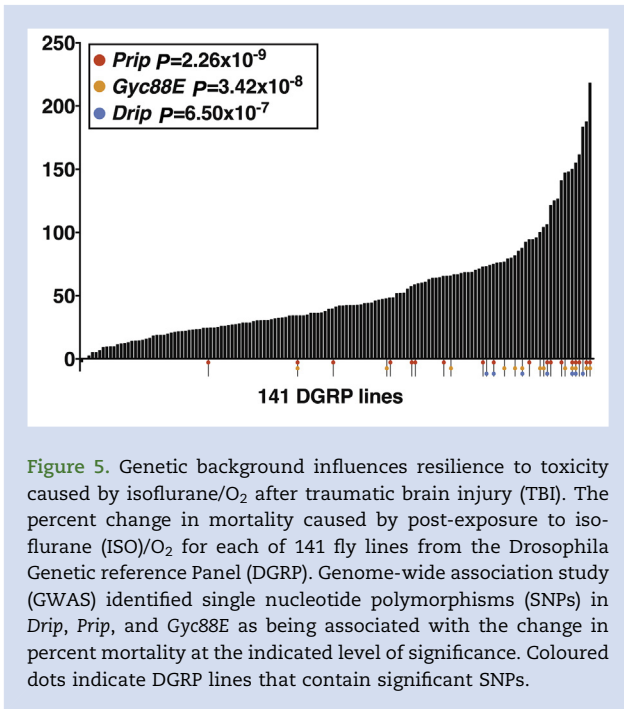 250
200
150
100
50
0
Prip P=2.26x10-9
Gyc88E P=3.42x10-8
Drip P=6.50x10-7
141 DGRP lines
Figure 5. Genetic background influences resilience to toxicity
caused by isoflurane/O2 after traumatic brain injury (TBI). The
percent change in mortality caused by post-exposure to iso-
flurane (ISO)/O2 for each of 141 fly lines from the Drosophila
Genetic reference Panel (DGRP). Genome-wide association study
(GWAS) identified single nucleotide polymorphisms (SNPs) in
Drip, Prip, and Gyc88E as being associated with the change in
percent mortality at the indicated level of significance. Coloured
dots indicate DGRP lines that contain significant SNPs.